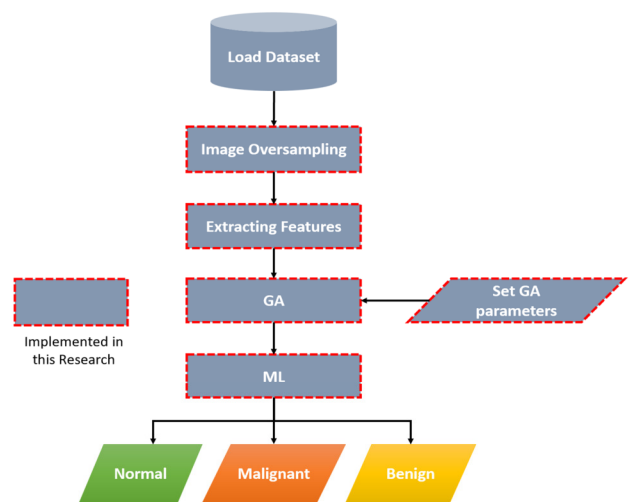 Load Dataset
Image Oversampling
Extracting Features
GA
Set GA
parameters
Implemented in
this Research
ML
Normal
Malignant
Benign